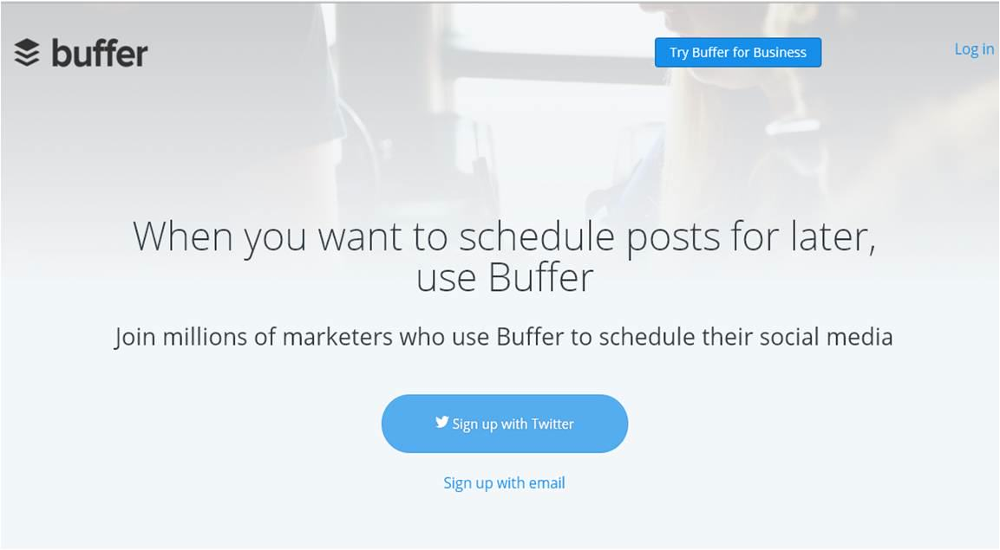 buffer
Try Buffer for Business
Log in
When you want to schedule posts for later,
use Buffer
Join millions of marketers who use Buffer to schedule their social media
Sign up with Twitter
Sign up with email